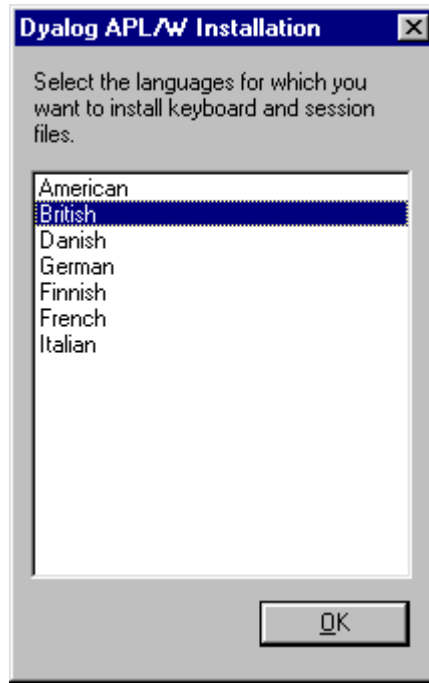 Dyalog APL/W Installation
Select the languages for which you
want to install keyboard and session
files.
American
British
Danish
German
Finnish
French
Italian
OK